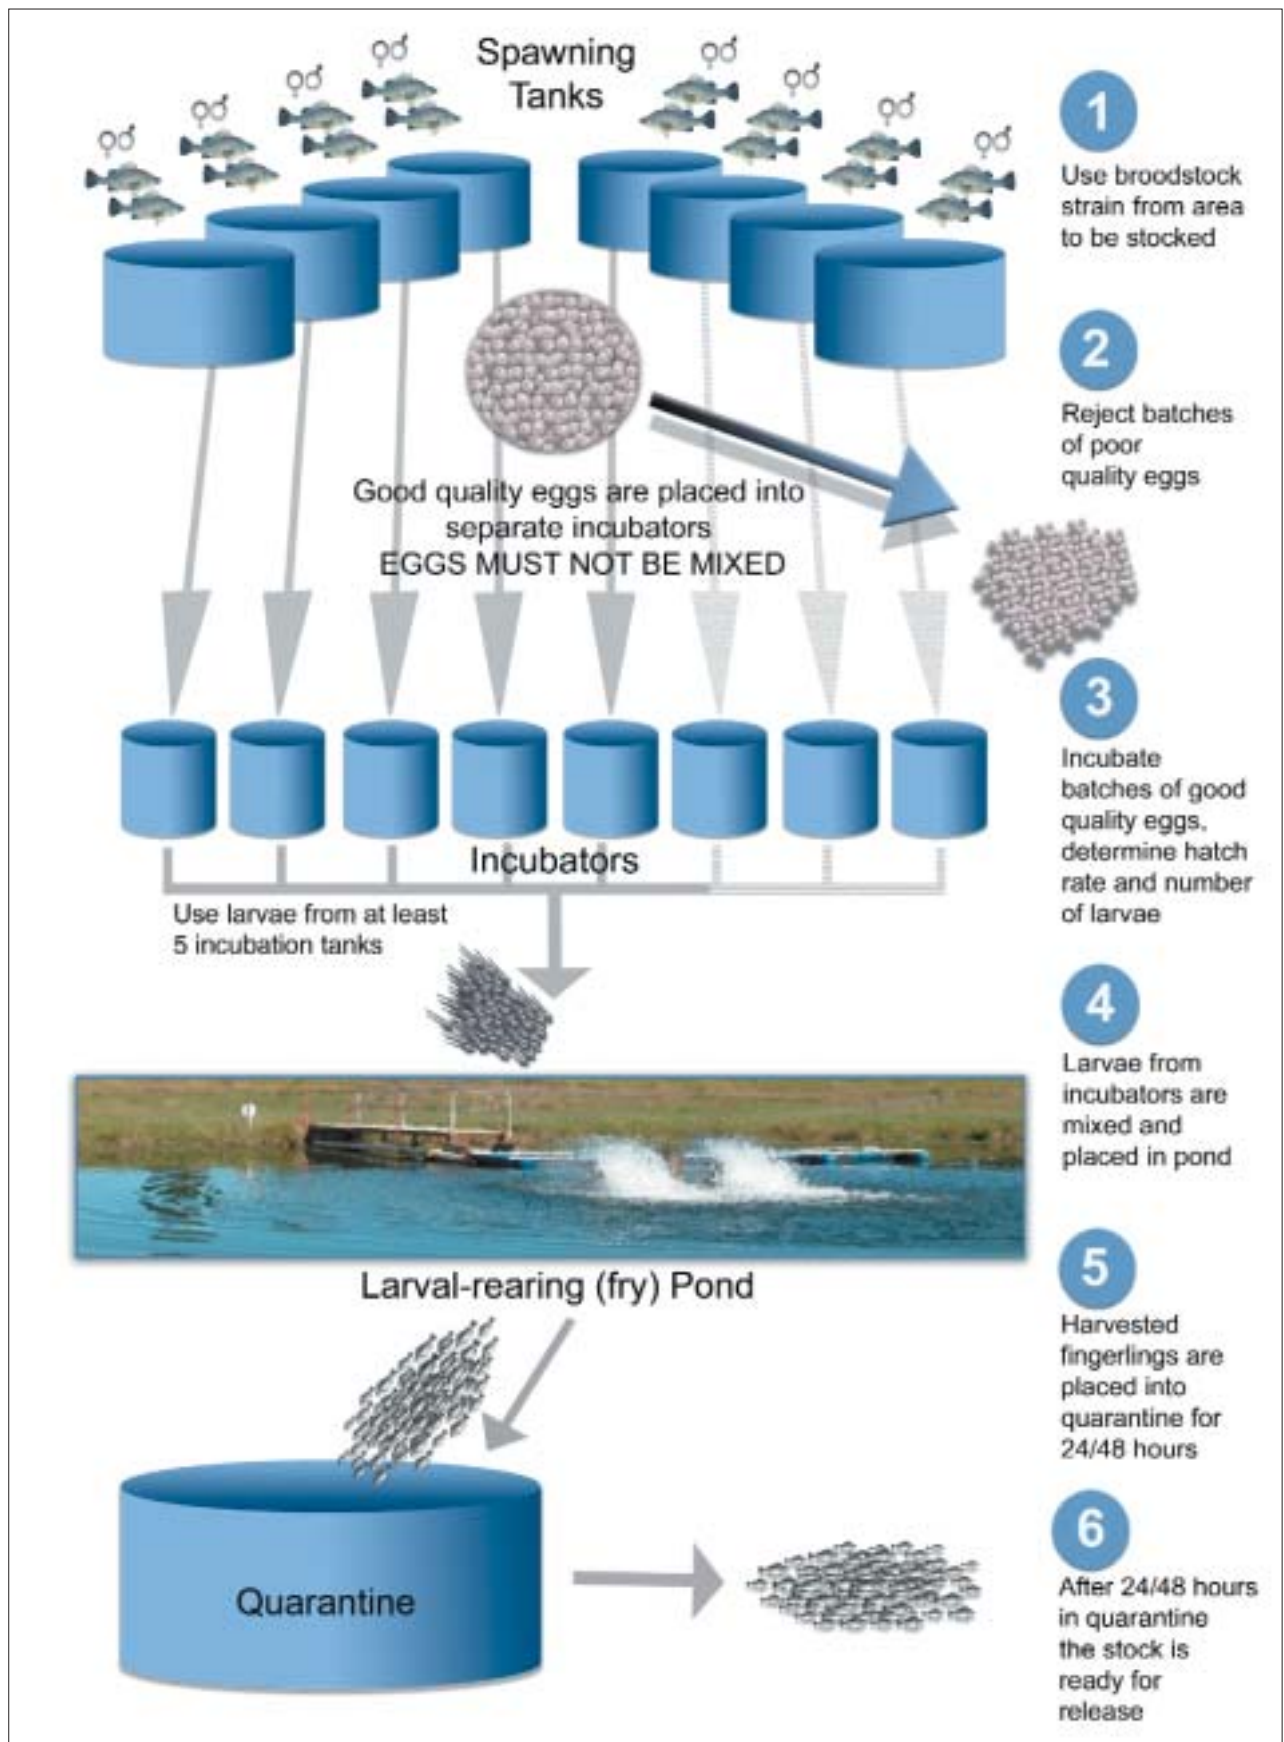 Spawning
Tanks
1
Use broodstock
strain from area
to be stocked
2
Reject batches
of poor
quality eggs
Good quality eggs are placed into
separate incubators
EGGS MUST NOT BE MIXED
3
Incubate
batches of good
quality eggs,
determine hatch
rate and number
of larvae
Incubators
Use larvae from at least
5 incubation tanks
4
Larvae from
incubators are
mixed and
placed in pond
Larval-rearing (fry) Pond
5
Harvested
fingerlings are
placed into
quarantine for
24/48 hours
Quarantine
6
After 24/48 hours
in quarantine
the stock is
ready for
release